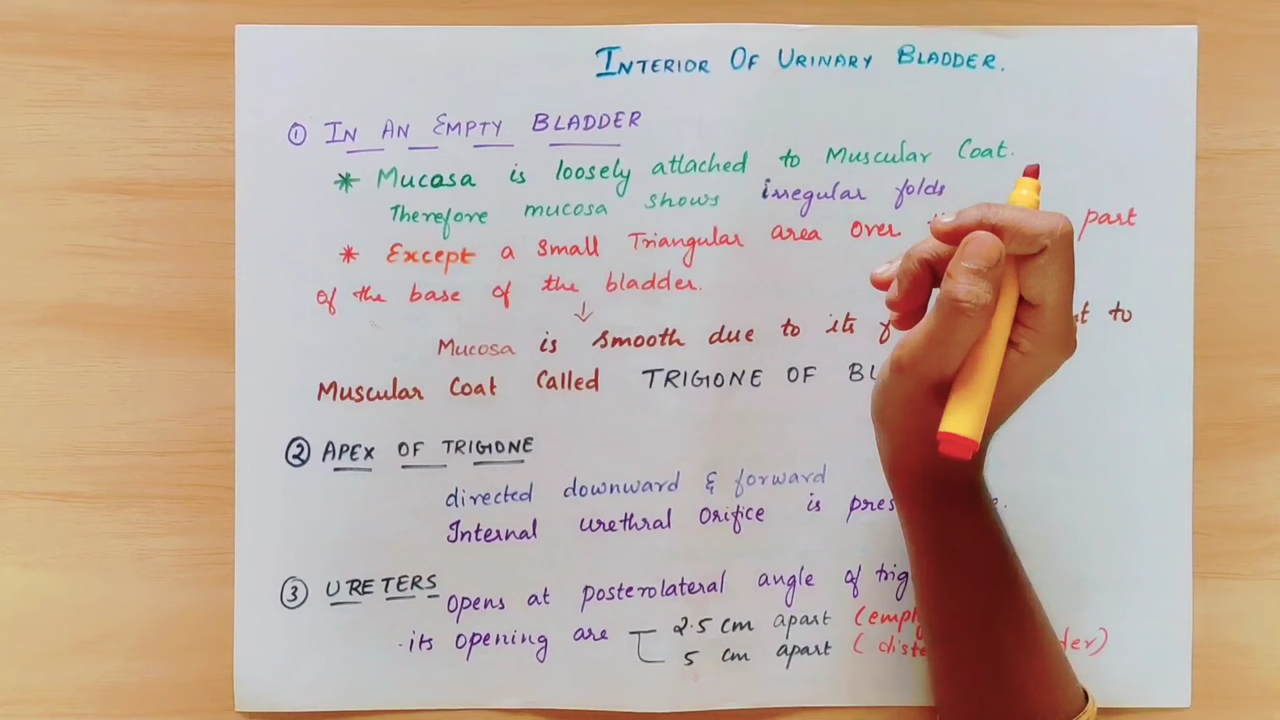 INTERIOR OF URINARY BLADDER.
① IN AN EMPTY BLADDER
* Mucosa is loosely attached to Muscular Coat.
Therefore mucosa shows irregular folds
* Except a small Triangular area over part
of the base of the bladder.
↓
Mucosa is smooth due to its to
Muscular Coat Called TRIGIONE OF
② APEX OF TRIGIONE
directed downward & forward
Internal urethral orifice is
③ URETERS
Opens at posterolateral angle of
its opening are 2.5 cm apart
5 cm apart